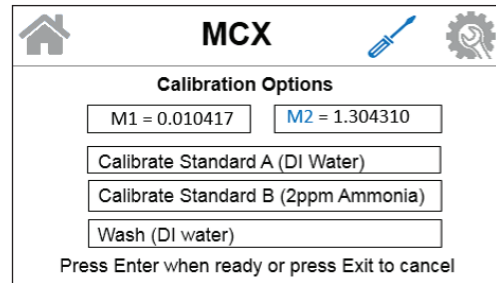 MCX
Calibration Options
M1 = 0.010417 M2 = 1.304310
Calibrate Standard A (DI Water)
Calibrate Standard B (2ppm Ammonia)
Wash (DI water)
Press Enter when ready or press Exit to cancel